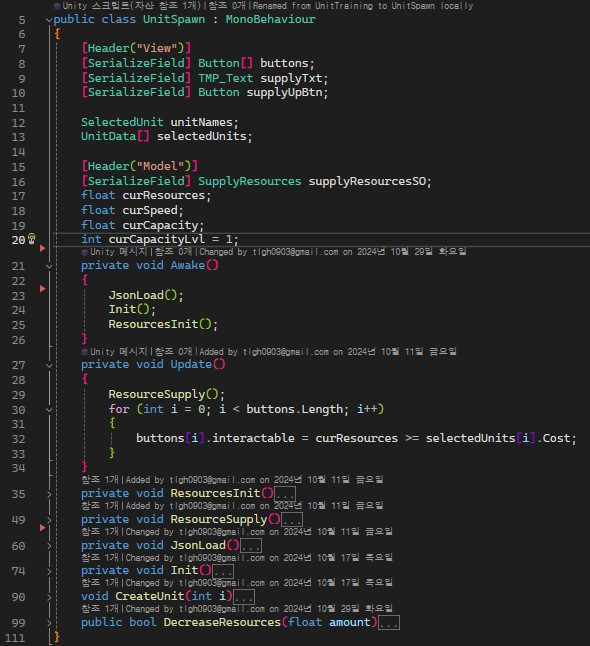 Unity 스크립트(자산 참조 1개)|참조 0개|Renamed from UnitTraining to UnitSpawn locally
5 public class UnitSpawn : MonoBehaviour
6 {
7 [Header("View")]
8 [SerializeField] Button[] buttons;
9 [SerializeField] TMP_Text supplyTxt;
10 [SerializeField] Button supplyUpBtn;
11
12 SelectedUnit unitNames;
13 UnitData[] selectedUnits;
14
15 [Header("Model")]
16 [SerializeField] SupplyResources supplyResourcesSO;
17 float curResources;
18 float curSpeed;
19 float curCapacity;
20 int curCapacityLvl = 1;
Unity 메시지|참조 0개|Changed by tlgh0903@gmail.com on 2024년 10월 29일 화요일
21 private void Awake()
22 {
23 JsonLoad();
24 Init();
25 ResourcesInit();
26 }
Unity 메시지|참조 0개|Added by tlgh0903@gmail.com on 2024년 10월 11일 금요일
27 private void Update()
28 {
29 ResourceSupply();
30 for (int i = 0; i < buttons.Length; i++)
31 {
32 buttons[i].interactable = curResources >= selectedUnits[i].Cost;
33 }
34 }
참조 1개|Added by tlgh0903@gmail.com on 2024년 10월 11일 금요일
35 private void ResourcesInit()...
참조 1개|Added by tlgh0903@gmail.com on 2024년 10월 11일 금요일
49 private void ResourceSupply()...
참조 1개|Changed by tlgh0903@gmail.com on 2024년 10월 11일 금요일
60 private void JsonLoad()...
참조 1개|Changed by tlgh0903@gmail.com on 2024년 10월 17일 목요일
74 private void Init()...
참조 1개|Changed by tlgh0903@gmail.com on 2024년 10월 17일 목요일
90 void CreateUnit(int i)...
참조 1개|Changed by tlgh0903@gmail.com on 2024년 10월 29일 화요일
99 public bool DecreaseResources(float amount)...
111 }